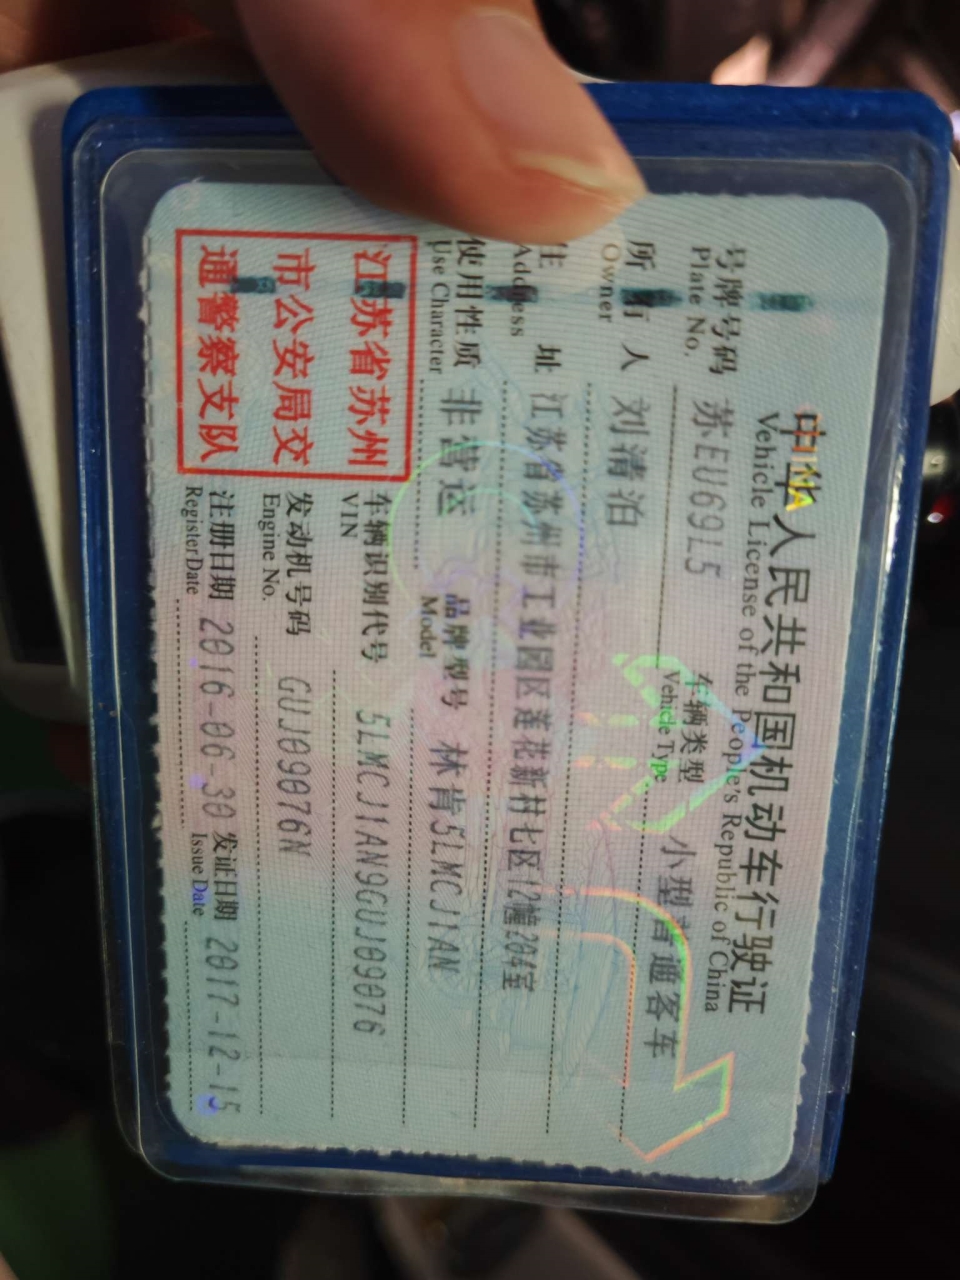 中华人民共和国机动车行驶证
Vehicle License of the People's Republic of China
号牌号码 苏EU69L5 车辆类型 小型普通客车
Plate No. Vehicle Type
所有人 刘清泊
Owner
住址 江苏省苏州市工业园区莲花新村七区12幢204室
Address
使用性质 非营运 品牌型号 林肯5LMCJ1AN
Use Character Model
江苏省苏州
市公安局交
通警察支队
车辆识别代号 5LMCJ1AN9GUJ09076
VIN
发动机号码 GUJ09076N
Engine No.
注册日期 2016-06-30 发证日期 2017-12-15
Register Date Issue Date